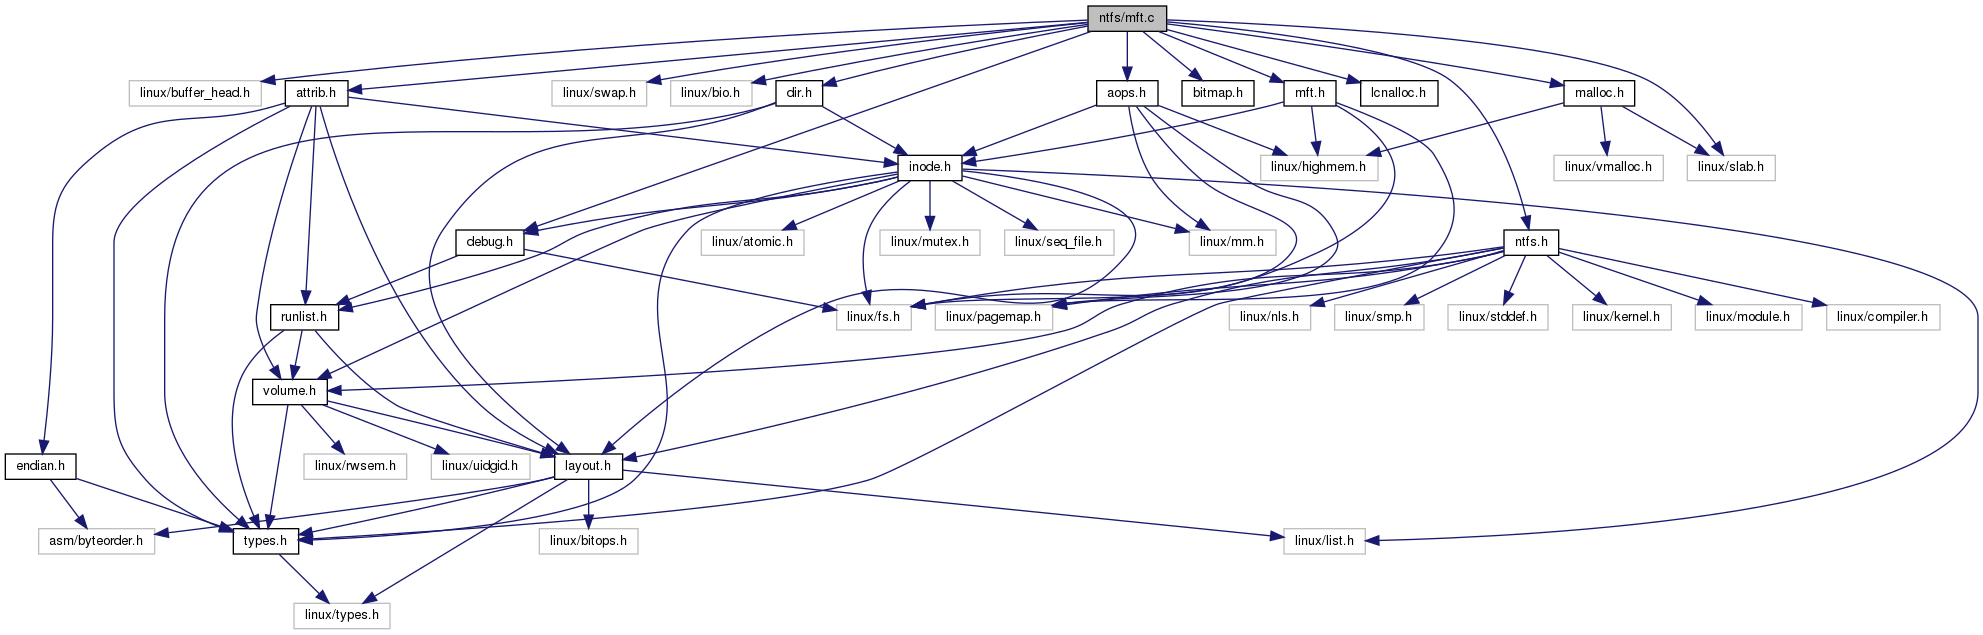 ntfs/mft.c
linux/buffer_head.h
attrib.h
linux/swap.h
linux/bio.h
dir.h
aops.h
bitmap.h
mft.h
lcnalloc.h
malloc.h
inode.h
linux/highmem.h
linux/vmalloc.h
linux/slab.h
debug.h
linux/atomic.h
linux/mutex.h
linux/seq_file.h
linux/mm.h
ntfs.h
runlist.h
linux/fs.h
linux/pagemap.h
linux/nls.h
linux/smp.h
linux/stddef.h
linux/kernel.h
linux/module.h
linux/compiler.h
volume.h
endian.h
linux/rwsem.h
linux/uidgid.h
layout.h
asm/byteorder.h
types.h
linux/bitops.h
linux/list.h
linux/types.h